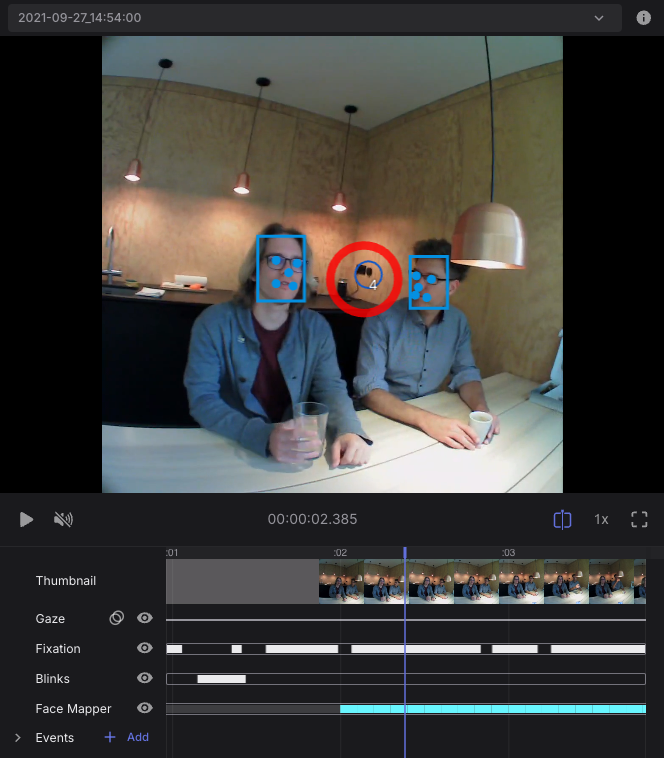 2021-09-27_14:54:00
4
00:00:02.385
1x
:01 :02 :03
Thumbnail
Gaze
Fixation
Blinks
Face Mapper
Events + Add